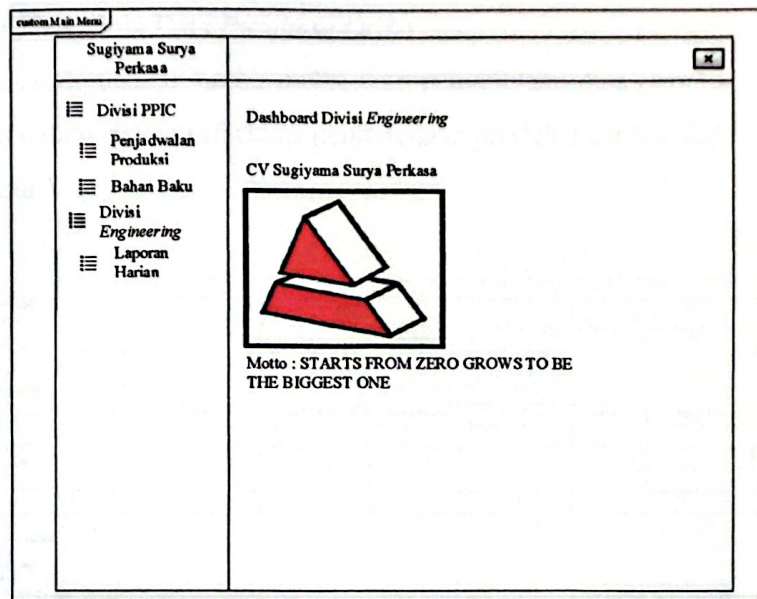 custom Main Menu
Sugiyama Surya
Perkasa
Divisi PPIC
Penjadwalan
Produksi
Bahan Baku
Divisi
Engineering
Laporan
Harian
Dashboard Divisi Engineering
CV Sugiyama Surya Perkasa
Motto : STARTS FROM ZERO GROWS TO BE
THE BIGGEST ONE